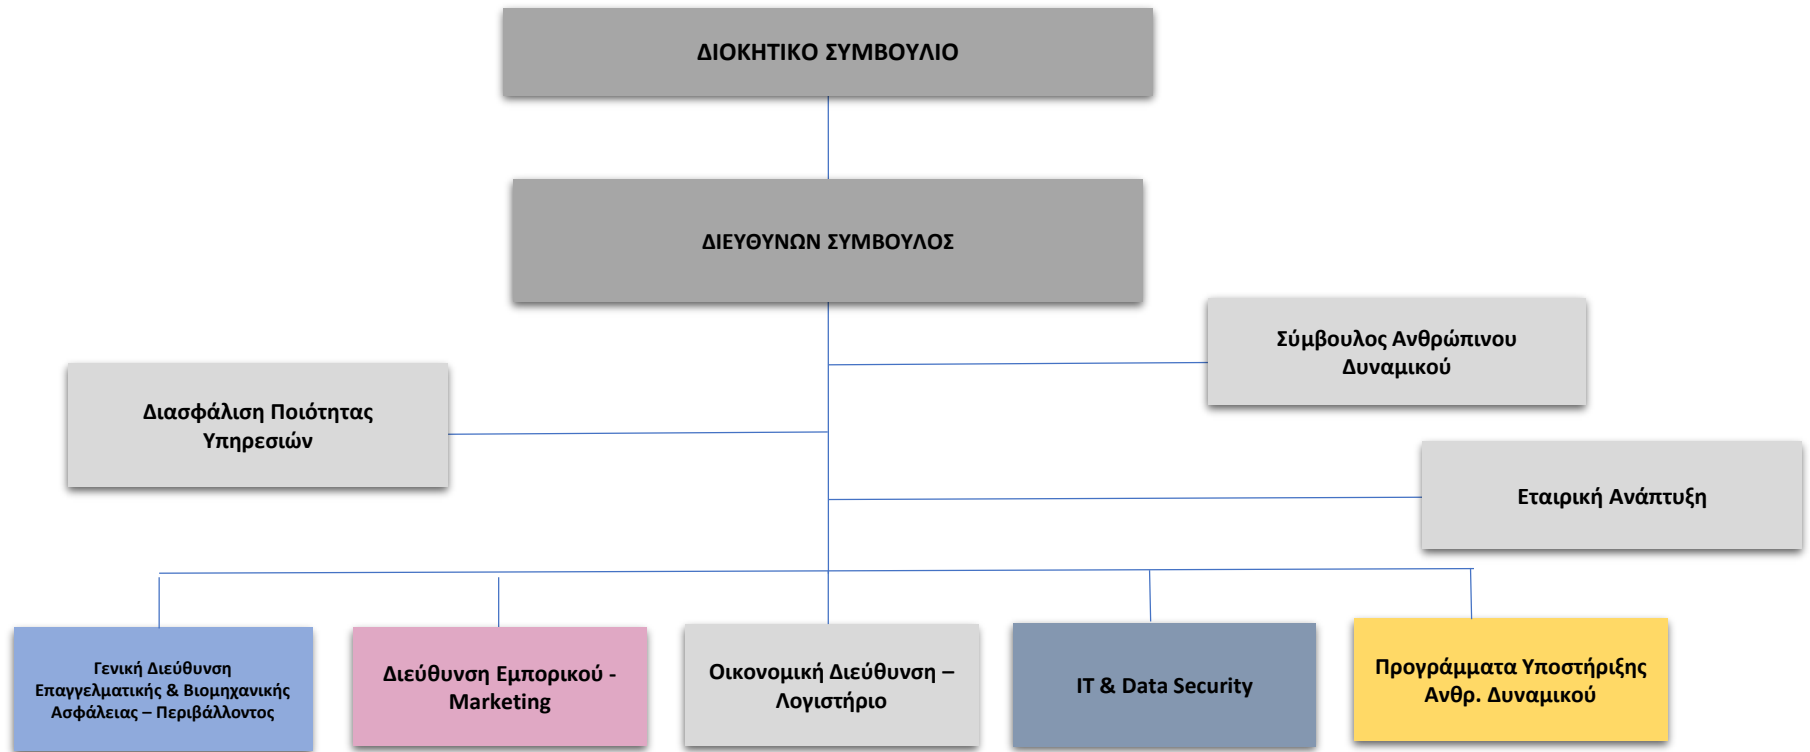 ΔΙΟΚΗΤΙΚΟ ΣΥΜΒΟΥΛΙΟ
ΔΙΕΥΘΥΝΩΝ ΣΥΜΒΟΥΛΟΣ
Σύμβουλος Ανθρώπινου
Δυναμικού
Διασφάλιση Ποιότητας
Υπηρεσιών
Εταιρική Ανάπτυξη
Γενική Διεύθυνση
Επαγγελματικής & Βιομηχανικής
Ασφάλειας – Περιβάλλοντος
Διεύθυνση Εμπορικού -
Marketing
Οικονομική Διεύθυνση –
Λογιστήριο
IT & Data Security
Προγράμματα Υποστήριξης
Ανθρ. Δυναμικού